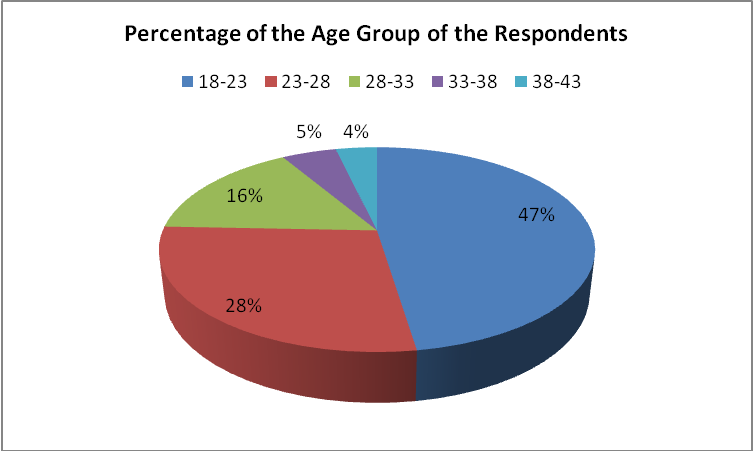 Percentage of the Age Group of the Respondents
18-23 23-28 28-33 33-38 38-43
5% 4%
16%
47%
28%